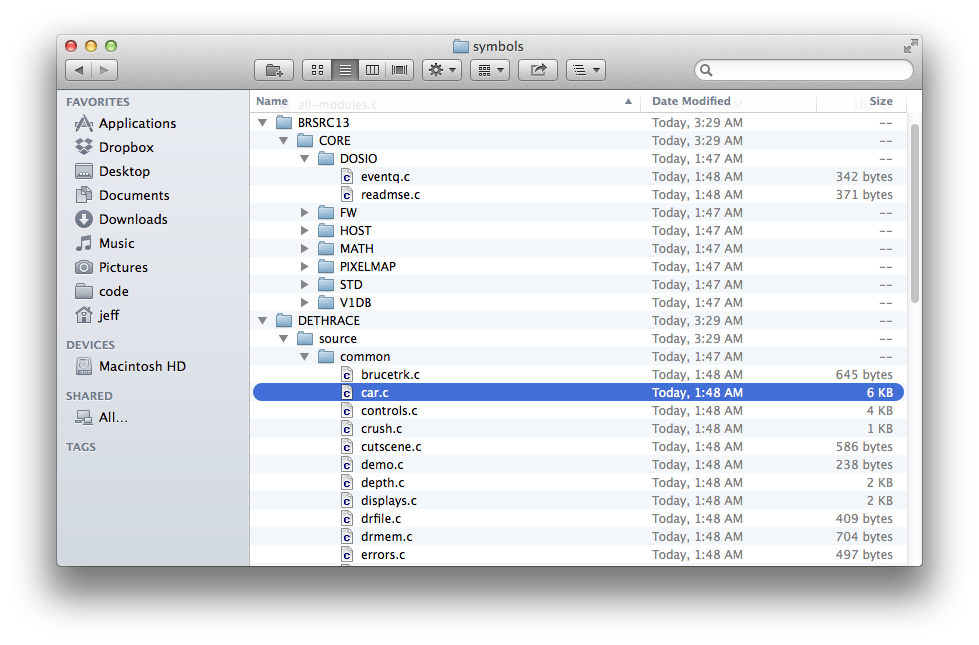 symbols
FAVORITES
Applications
Dropbox
Desktop
Documents
Downloads
Music
Pictures
code
jeff
DEVICES
Macintosh HD
SHARED
All...
TAGS
Name Date Modified Size
all-modules.c
BRSRC13 Today, 3:29 AM --
CORE Today, 3:29 AM --
DOSIO Today, 1:47 AM --
eventq.c Today, 1:48 AM 342 bytes
readmse.c Today, 1:48 AM 371 bytes
FW Today, 1:47 AM --
HOST Today, 1:47 AM --
MATH Today, 1:47 AM --
PIXELMAP Today, 1:47 AM --
STD Today, 1:47 AM --
V1DB Today, 1:47 AM --
DETHRACE Today, 3:29 AM --
source Today, 3:29 AM --
common Today, 1:47 AM --
brucetrk.c Today, 1:48 AM 645 bytes
car.c Today, 1:48 AM 6 KB
controls.c Today, 1:48 AM 4 KB
crush.c Today, 1:48 AM 1 KB
cutscene.c Today, 1:48 AM 586 bytes
demo.c Today, 1:48 AM 238 bytes
depth.c Today, 1:48 AM 2 KB
displays.c Today, 1:48 AM 2 KB
drfile.c Today, 1:48 AM 409 bytes
drmem.c Today, 1:48 AM 704 bytes
errors.c Today, 1:48 AM 497 bytes